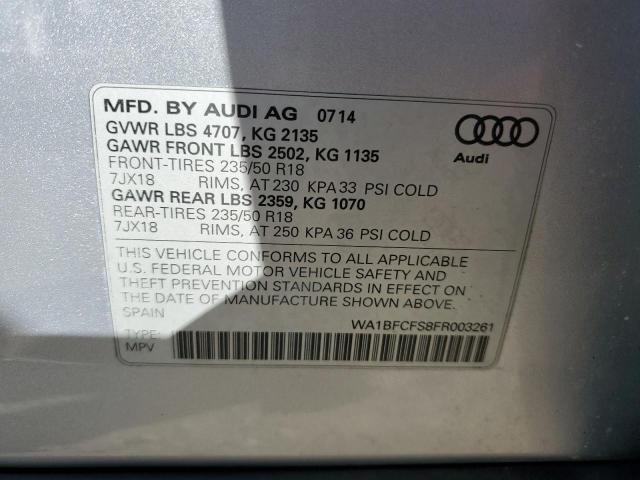 MFD. BY AUDI AG 0714
GVWR LBS 4707, KG 2135
GAWR FRONT LBS 2502, KG 1135
FRONT-TIRES 235/50 R18
7JX18 RIMS, AT 230 KPA 33 PSI COLD
GAWR REAR LBS 2359, KG 1070
REAR-TIRES 235/50 R18
7JX18 RIMS, AT 250 KPA 36 PSI COLD
Audi
THIS VEHICLE CONFORMS TO ALL APPLICABLE
U.S. FEDERAL MOTOR VEHICLE SAFETY AND
THEFT PREVENTION STANDARDS IN EFFECT ON
THE DATE OF MANUFACTURE SHOWN ABOVE.
SPAIN
WA1BFCFS8FR003261
TYPE:
MPV